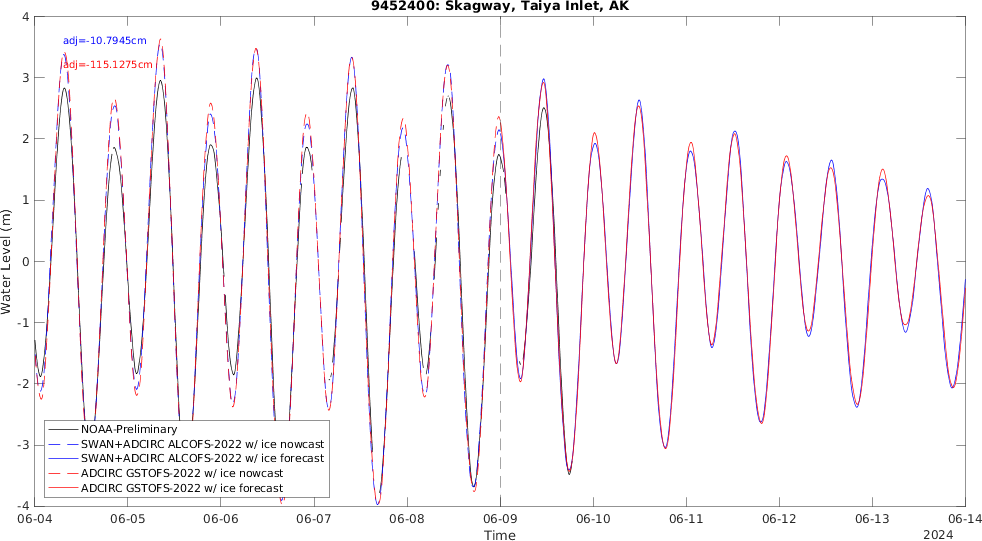 9452400: Skagway, Taiya Inlet, AK
4
adj=-10.7945cm
adj=-115.1275cm
3
2
1
0
-1
-2
-3
-4
Water Level (m)
NOAA-Preliminary
SWAN+ADCIRC ALCOFS-2022 w/ ice nowcast
SWAN+ADCIRC ALCOFS-2022 w/ ice forecast
ADCIRC GSTOFS-2022 w/ ice nowcast
ADCIRC GSTOFS-2022 w/ ice forecast
06-04 06-05 06-06 06-07 06-08 06-09 06-10 06-11 06-12 06-13 06-14
Time
2024